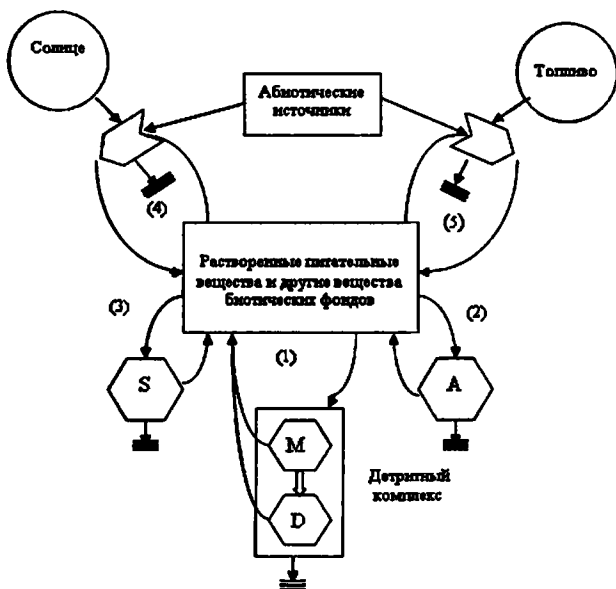 Солнце
Топливо
Абиотические
источники
(4)
(5)
Растворенные питательные
вещества и другие вещества
биотических фондов
(3)
(2)
(1)
S
A
M
Детритный
комплекс
D